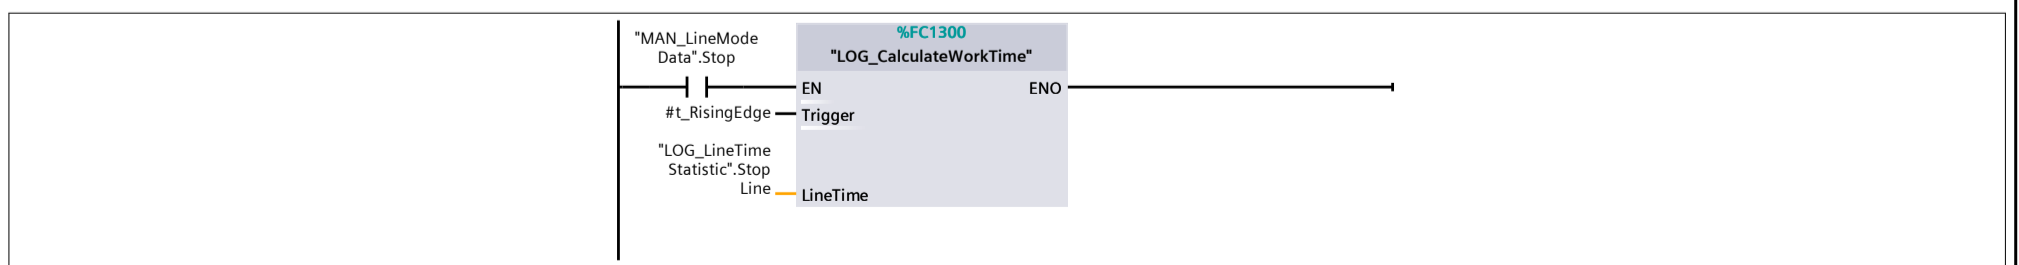 "MAN_LineMode
Data".Stop
%FC1300
"LOG_CalculateWorkTime"
EN
ENO
#t_RisingEdge
Trigger
"LOG_LineTime
Statistic".Stop
Line
LineTime